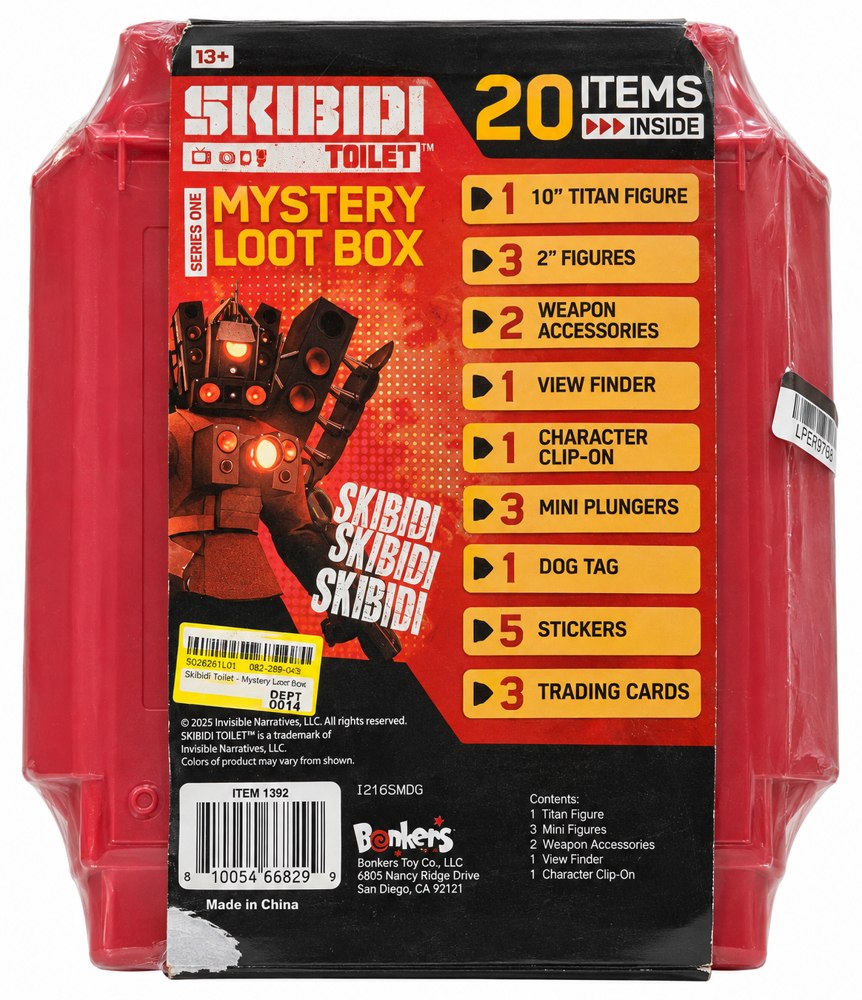 13+
SKIBIDI
TOILET™
SERIES ONE
MYSTERY
LOOT BOX
20 ITEMS
INSIDE
1 10" TITAN FIGURE
3 2" FIGURES
2 WEAPON
ACCESSORIES
1 VIEW FINDER
1 CHARACTER
CLIP-ON
3 MINI PLUNGERS
1 DOG TAG
5 STICKERS
3 TRADING CARDS
SKIBIDI
SKIBIDI
SKIBIDI
LPER9788
S026261L01 082-289-043
Skibidi Toilet - Mystery Loot Box
DEPT
0014
© 2025 Invisible Narratives, LLC. All rights reserved.
SKIBIDI TOILET™ is a trademark of
Invisible Narratives, LLC.
Colors of product may vary from shown.
ITEM 1392
8 10054 66829 9
Made in China
I216SMDG
Bonkers
Bonkers Toy Co., LLC
6805 Nancy Ridge Drive
San Diego, CA 92121
Contents:
1 Titan Figure
3 Mini Figures
2 Weapon Accessories
1 View Finder
1 Character Clip-On